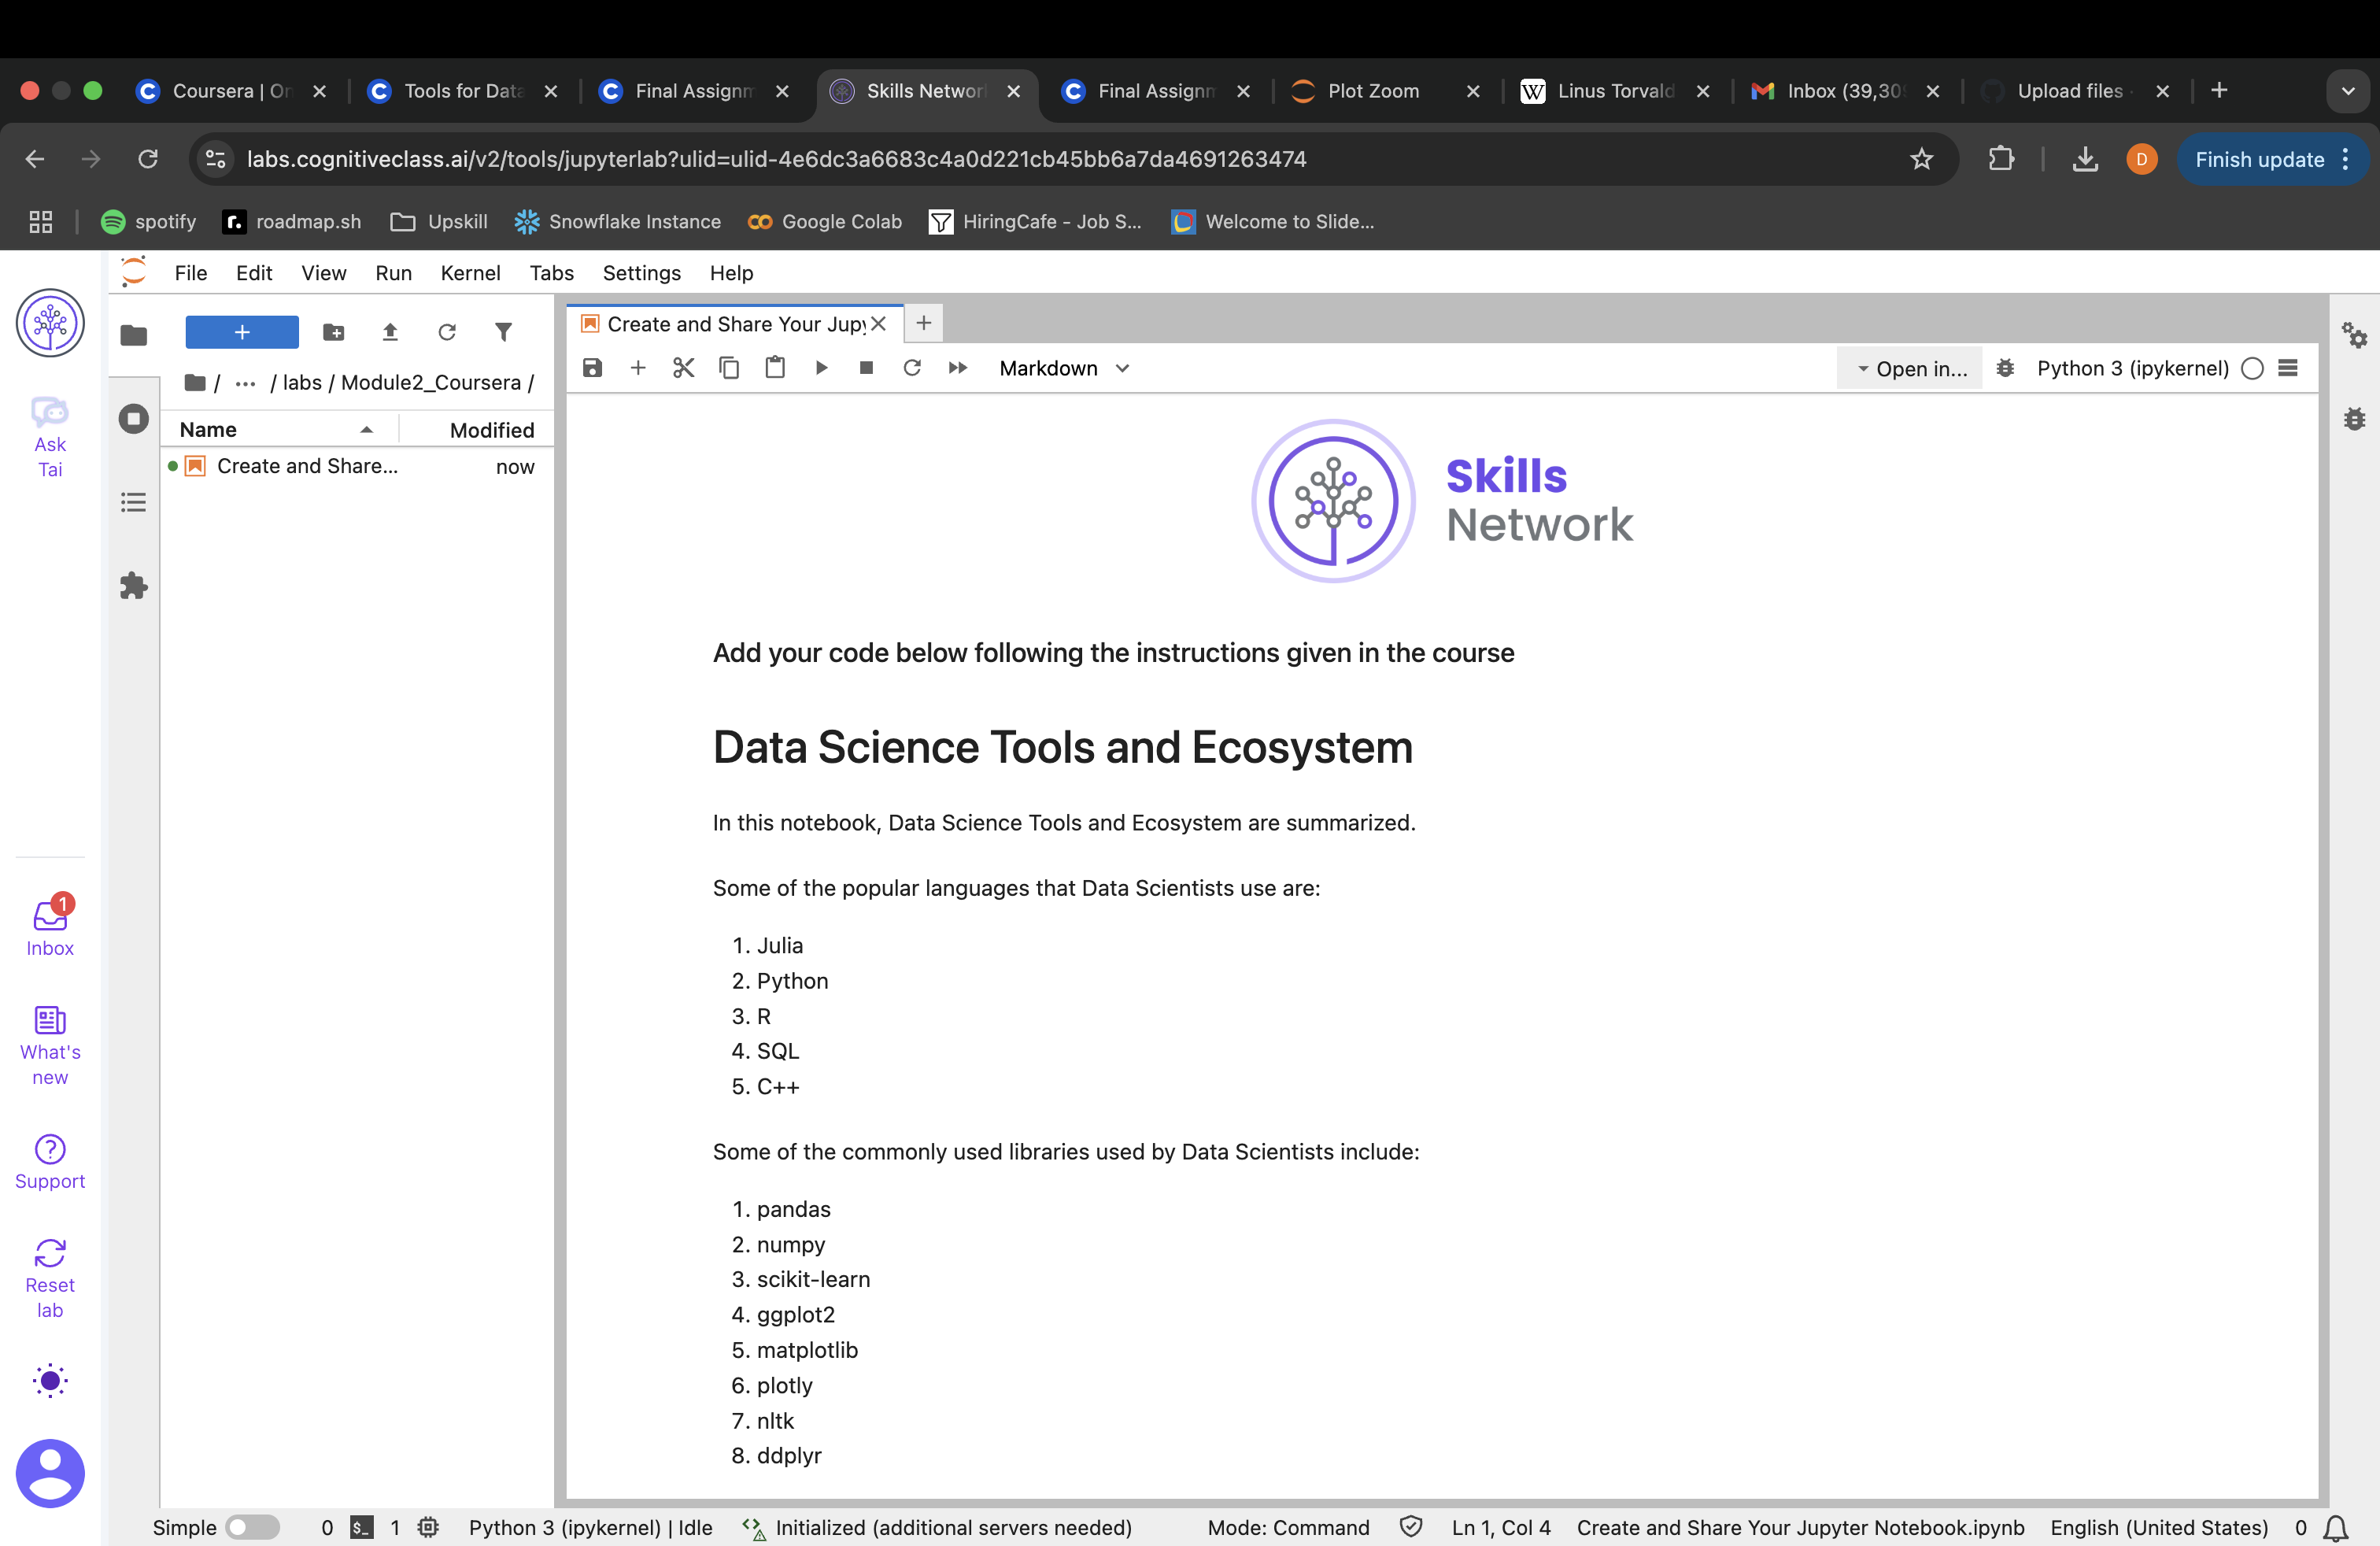 Coursera | On
Tools for Data
Final Assignm
Skills Networ
Final Assignm
Plot Zoom
Linus Torvald
Inbox (39,309
Upload files
labs.cognitiveclass.ai/v2/tools/jupyterlab?ulid=ulid-4e6dc3a6683c4a0d221cb45bb6a7da4691263474
D
Finish update
spotify
roadmap.sh
Upskill
Snowflake Instance
Google Colab
HiringCafe - Job S...
Welcome to Slide...
File Edit View Run Kernel Tabs Settings Help
Ask
Tai
Inbox
1
What's
new
Support
Reset
lab
/ ... / labs / Module2_Coursera /
Name Modified
Create and Share... now
Create and Share Your Jupy
Markdown
Open in...
Python 3 (ipykernel)
Skills
Network
Add your code below following the instructions given in the course
Data Science Tools and Ecosystem
In this notebook, Data Science Tools and Ecosystem are summarized.
Some of the popular languages that Data Scientists use are:
1. Julia
2. Python
3. R
4. SQL
5. C++
Some of the commonly used libraries used by Data Scientists include:
1. pandas
2. numpy
3. scikit-learn
4. ggplot2
5. matplotlib
6. plotly
7. nltk
8. ddplyr
Simple 0 $_ 1 Python 3 (ipykernel) | Idle Initialized (additional servers needed) Mode: Command Ln 1, Col 4 Create and Share Your Jupyter Notebook.ipynb English (United States) 0